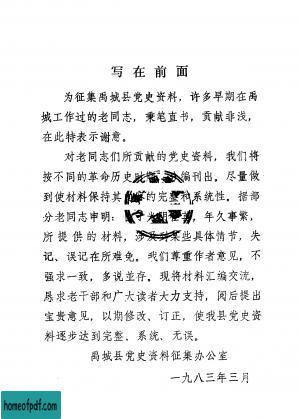 写在前面
为征集禹城县党史资料，许多早期在禹
城工作过的老同志，秉笔直书，贡献非浅，
在此特表示谢意。
对老同志们所贡献的党史资料，我们将
按不同的革命历史时期，编刊出。尽量做
到使材料保持其的完整和系统性。据部
分老同志申明：年久事繁，
所提供的材料，涉及到某些具体情节，失
记、误记在所难免。我们尊重作者意见，不
强求一致，多说并存。现将材料汇编交流，
恳求老干部和广大读者大力支持，阅后提出
宝贵意见，以期修改、订正，使我县党史资
料逐步达到完整、系统、无误。
禹城县党史资料征集办公室
一九八三年三月
homeofpdf.com
homeofpdf.com